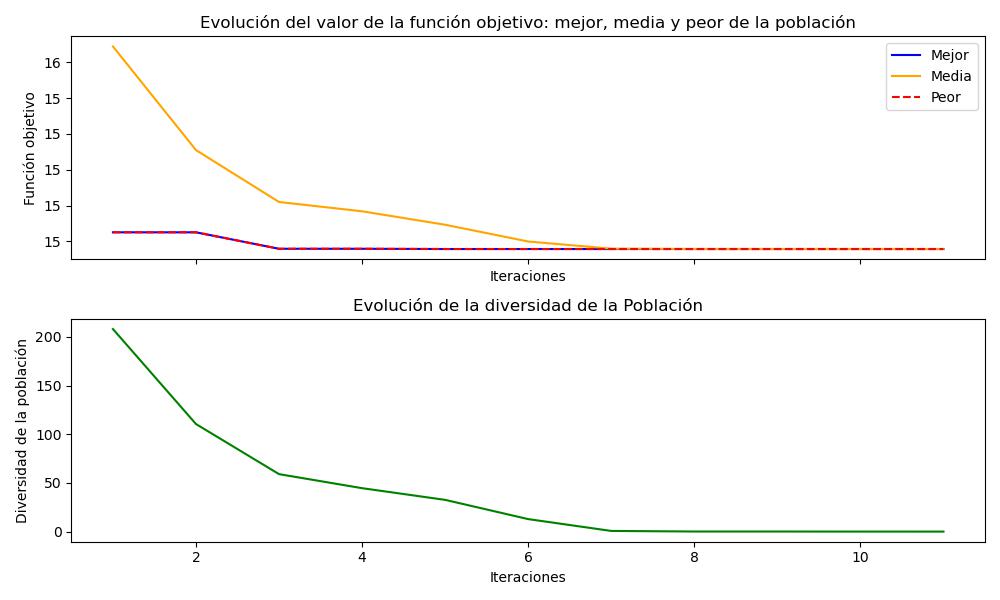 Evolución del valor de la función objetivo: mejor, media y peor de la población
16
15
15
15
15
15
Función objetivo
Mejor
Media
Peor
Iteraciones
Evolución de la diversidad de la Población
200
150
100
50
0
Diversidad de la población
2
4
6
8
10
Iteraciones